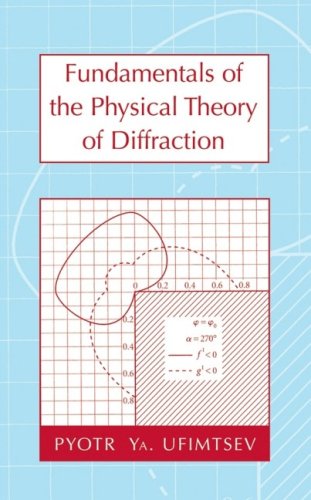 Fundamentals of
the Physical Theory
of Diffraction
0 0.2 0.4 0.6 0.8
0.2
0.4
0.6
0.8
φ = φ₀
α = 270°
f¹ < 0
g¹ < 0
PYOTR YA. UFIMTSEV